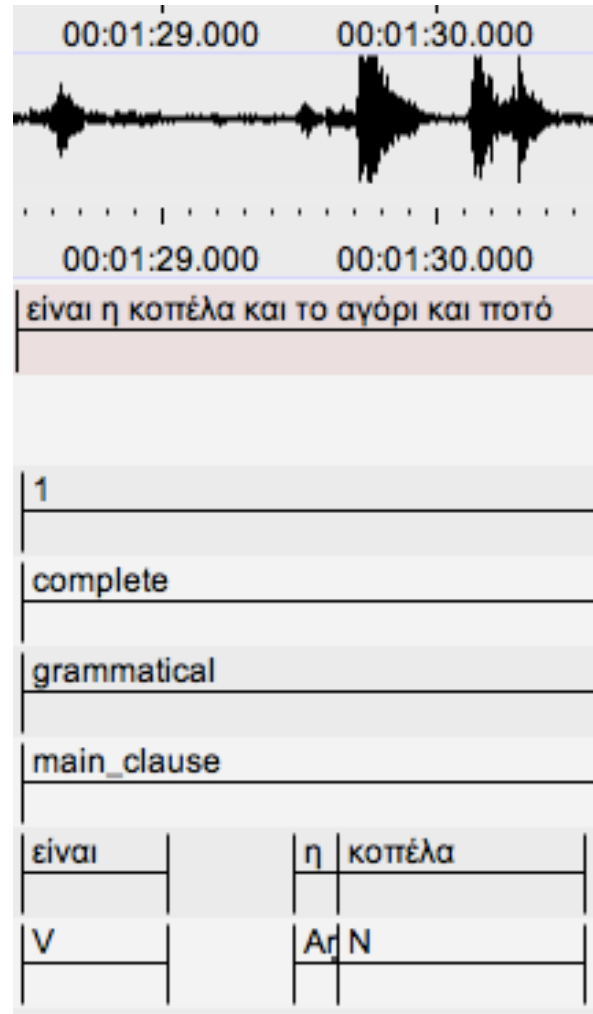 00:01:29.000 00:01:30.000
00:01:29.000 00:01:30.000
είναι η κοπέλα και το αγόρι και ποτό
1
complete
grammatical
main_clause
είναι η κοπέλα
V N